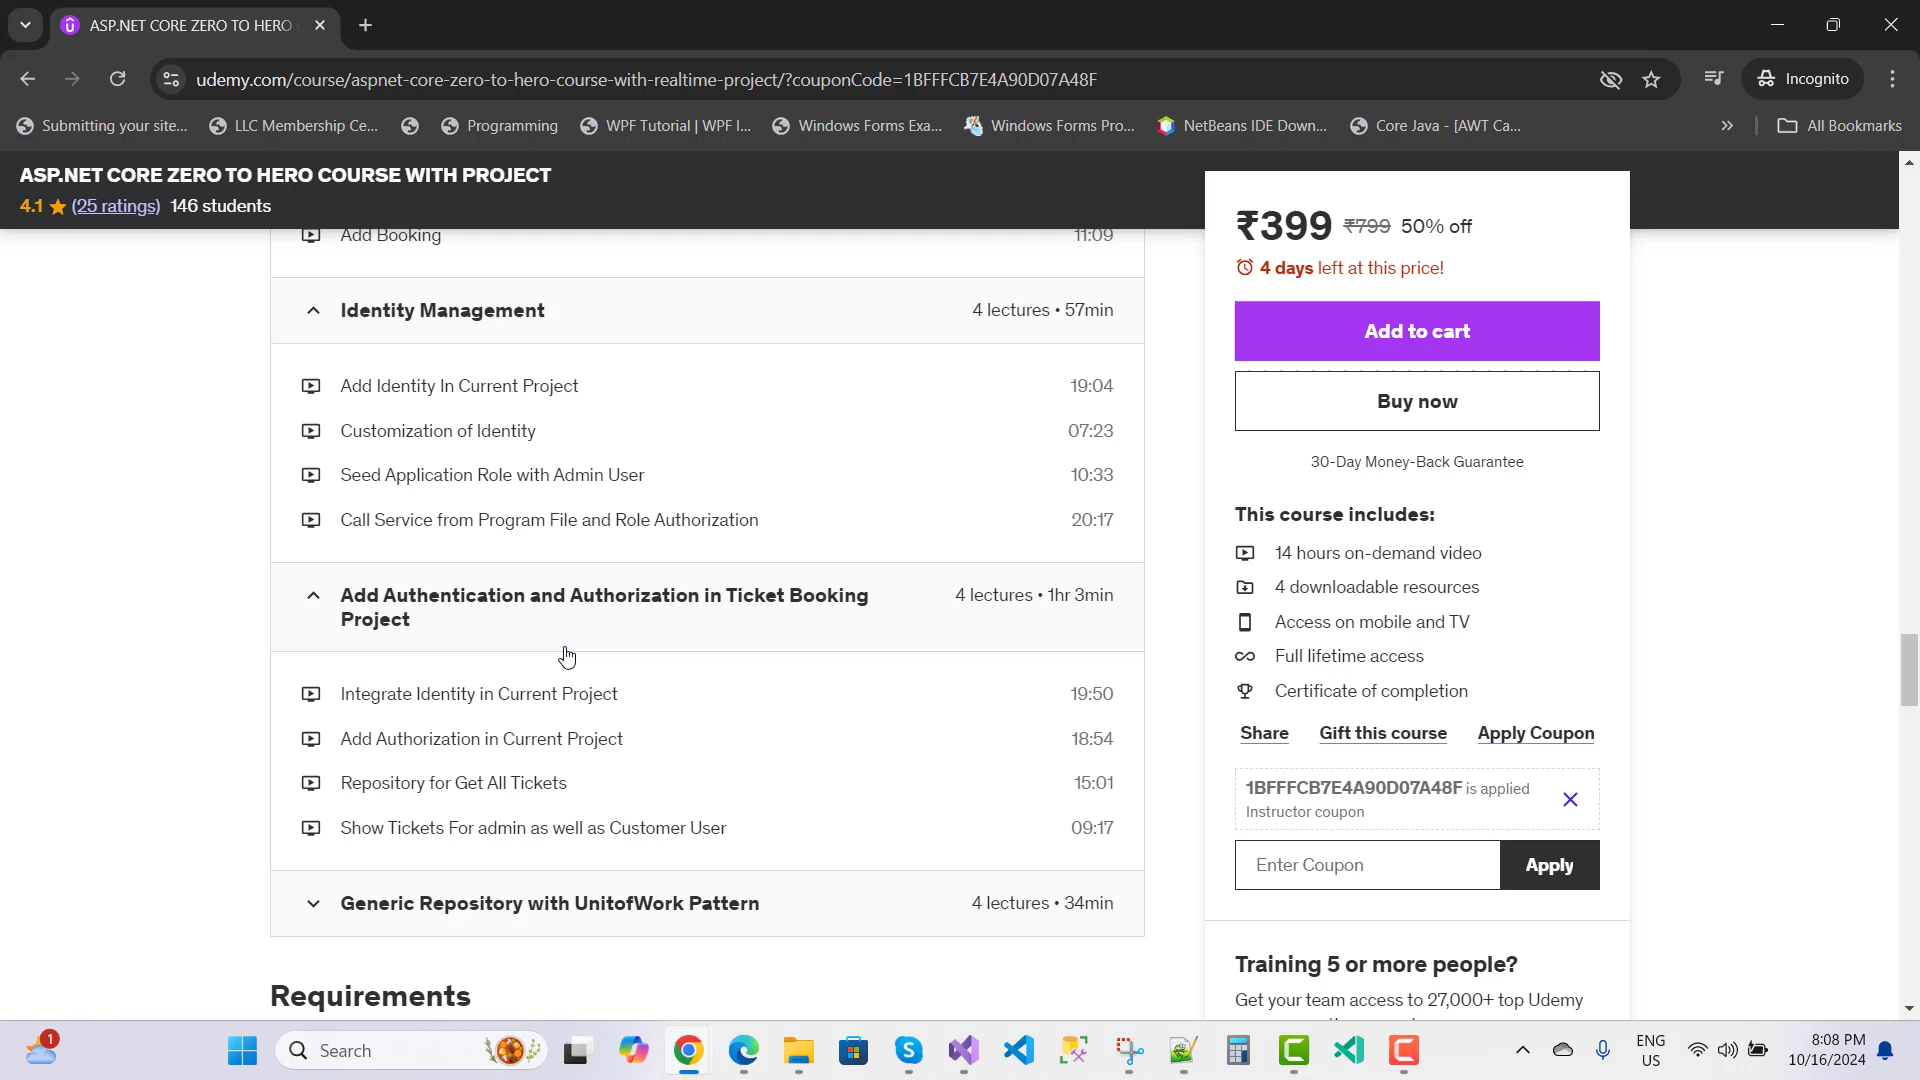 ASP.NET CORE ZERO TO HERO
udemy.com/course/aspnet-core-zero-to-hero-course-with-realtime-project/?couponCode=1BFFFCB7E4A90D07A48F
Incognito
Submitting your site...
LLC Membership Ce...
Programming
WPF Tutorial | WPF I...
Windows Forms Exa...
Windows Forms Pro...
NetBeans IDE Down...
Core Java - [AWT Ca...
All Bookmarks
ASP.NET CORE ZERO TO HERO COURSE WITH PROJECT
4.1 ★ (25 ratings) 146 students
Add Booking 11:09
Identity Management 4 lectures • 57min
Add Identity In Current Project 19:04
Customization of Identity 07:23
Seed Application Role with Admin User 10:33
Call Service from Program File and Role Authorization 20:17
Add Authentication and Authorization in Ticket Booking 4 lectures • 1hr 3min
Project
Integrate Identity in Current Project 19:50
Add Authorization in Current Project 18:54
Repository for Get All Tickets 15:01
Show Tickets For admin as well as Customer User 09:17
Generic Repository with UnitofWork Pattern 4 lectures • 34min
Requirements
₹399 ₹799 50% off
4 days left at this price!
Add to cart
Buy now
30-Day Money-Back Guarantee
This course includes:
14 hours on-demand video
4 downloadable resources
Access on mobile and TV
Full lifetime access
Certificate of completion
Share Gift this course Apply Coupon
1BFFFCB7E4A90D07A48F is applied
Instructor coupon
Enter Coupon Apply
Training 5 or more people?
Get your team access to 27,000+ top Udemy
1
Search
ENG
US
8:08 PM
10/16/2024